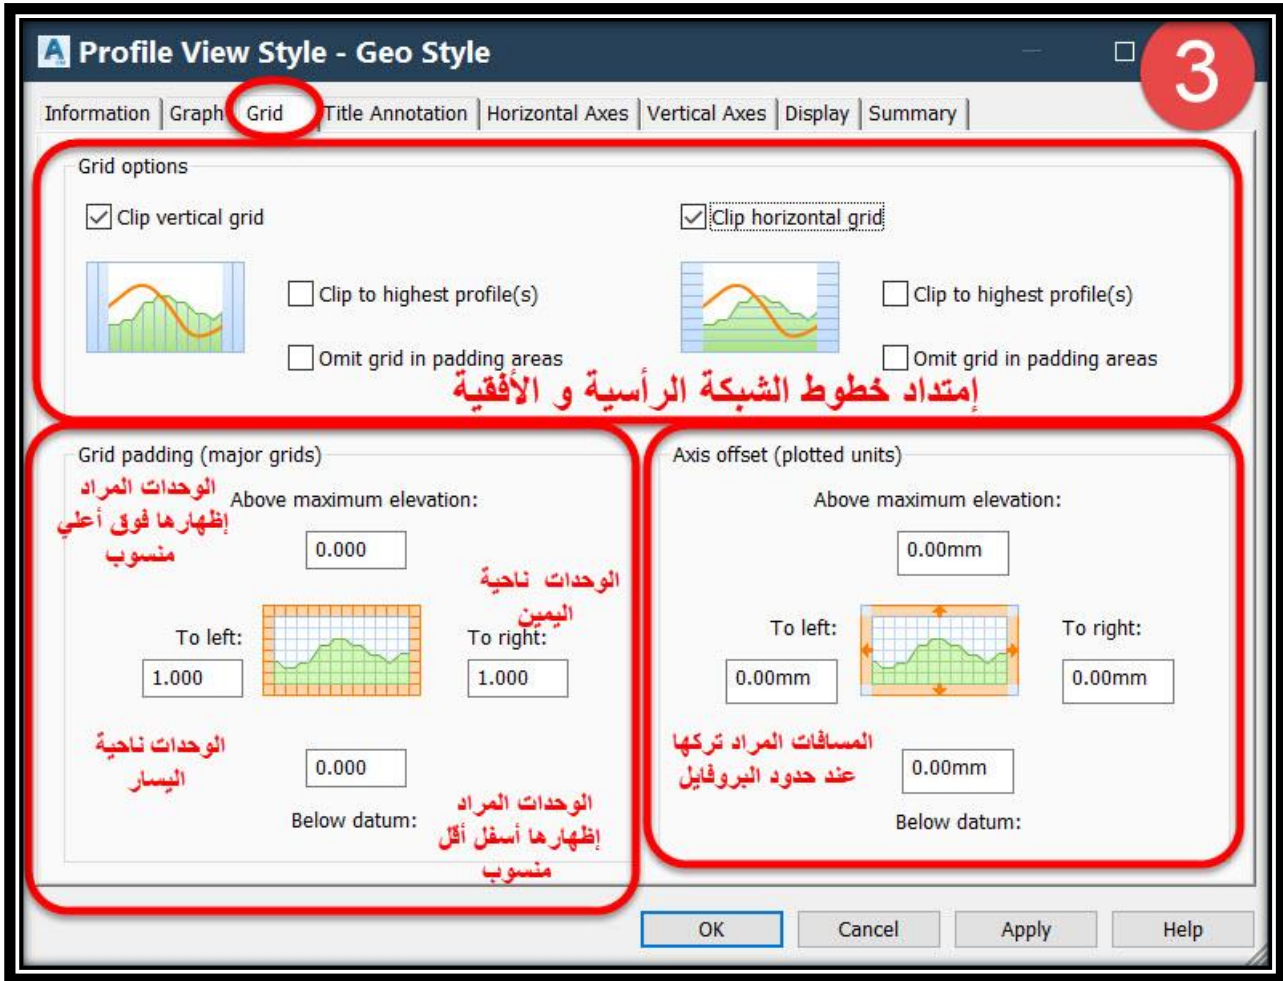 Profile View Style - Geo Style
3
Information Graph Grid Title Annotation Horizontal Axes Vertical Axes Display Summary
Grid options
Clip vertical grid
Clip horizontal grid
Clip to highest profile(s)
Clip to highest profile(s)
Omit grid in padding areas
Omit grid in padding areas
إمتداد خطوط الشبكة الرأسية و الأفقية
Grid padding (major grids)
الوحدات المراد
إظهارها فوق أعلي
منسوب
Above maximum elevation:
0.000
الوحدات ناحية
اليمين
To left:
To right:
1.000
1.000
الوحدات ناحية
اليسار
0.000
Below datum:
الوحدات المراد
إظهارها أسفل أقل
منسوب
Axis offset (plotted units)
Above maximum elevation:
0.00mm
To left:
To right:
0.00mm
0.00mm
المسافات المراد تركها
عند حدود البروفايل
0.00mm
Below datum:
OK Cancel Apply Help